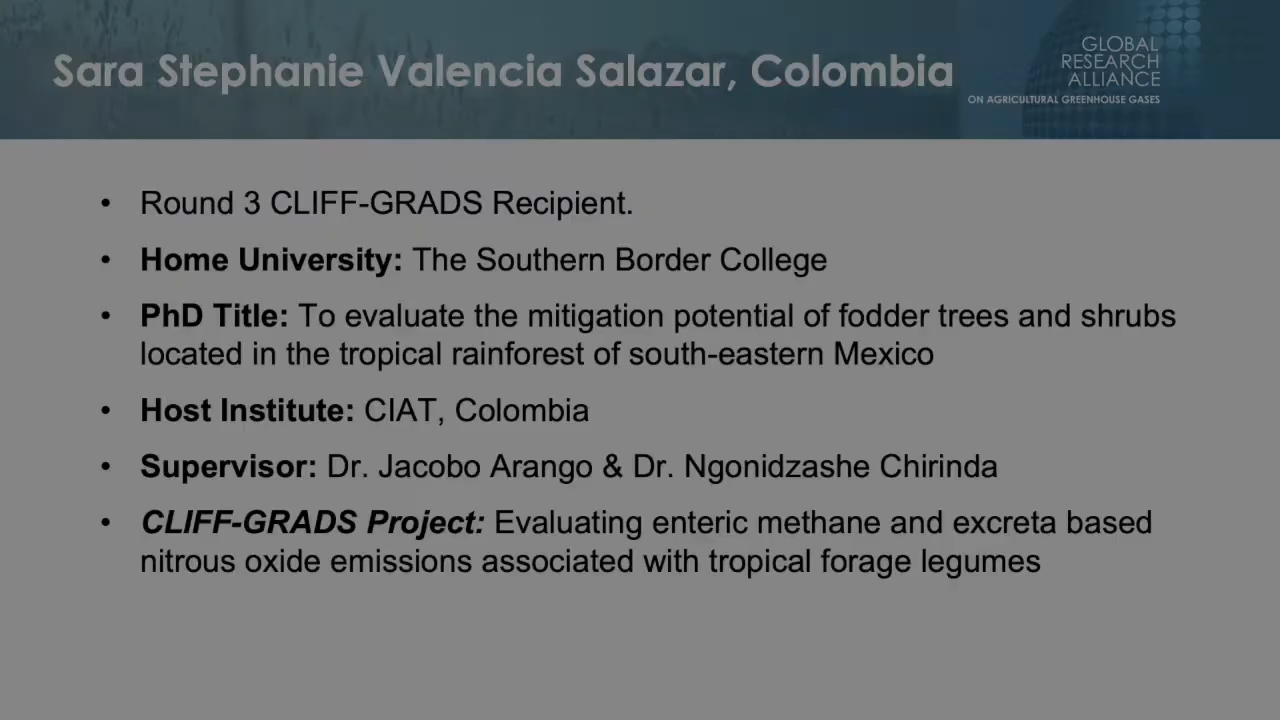 Sara Stephanie Valencia Salazar, Colombia
GLOBAL
RESEARCH
ALLIANCE
ON AGRICULTURAL GREENHOUSE GASES
• Round 3 CLIFF-GRADS Recipient.
• Home University: The Southern Border College
• PhD Title: To evaluate the mitigation potential of fodder trees and shrubs
located in the tropical rainforest of south-eastern Mexico
• Host Institute: CIAT, Colombia
• Supervisor: Dr. Jacobo Arango & Dr. Ngonidzashe Chirinda
• CLIFF-GRADS Project: Evaluating enteric methane and excreta based
nitrous oxide emissions associated with tropical forage legumes